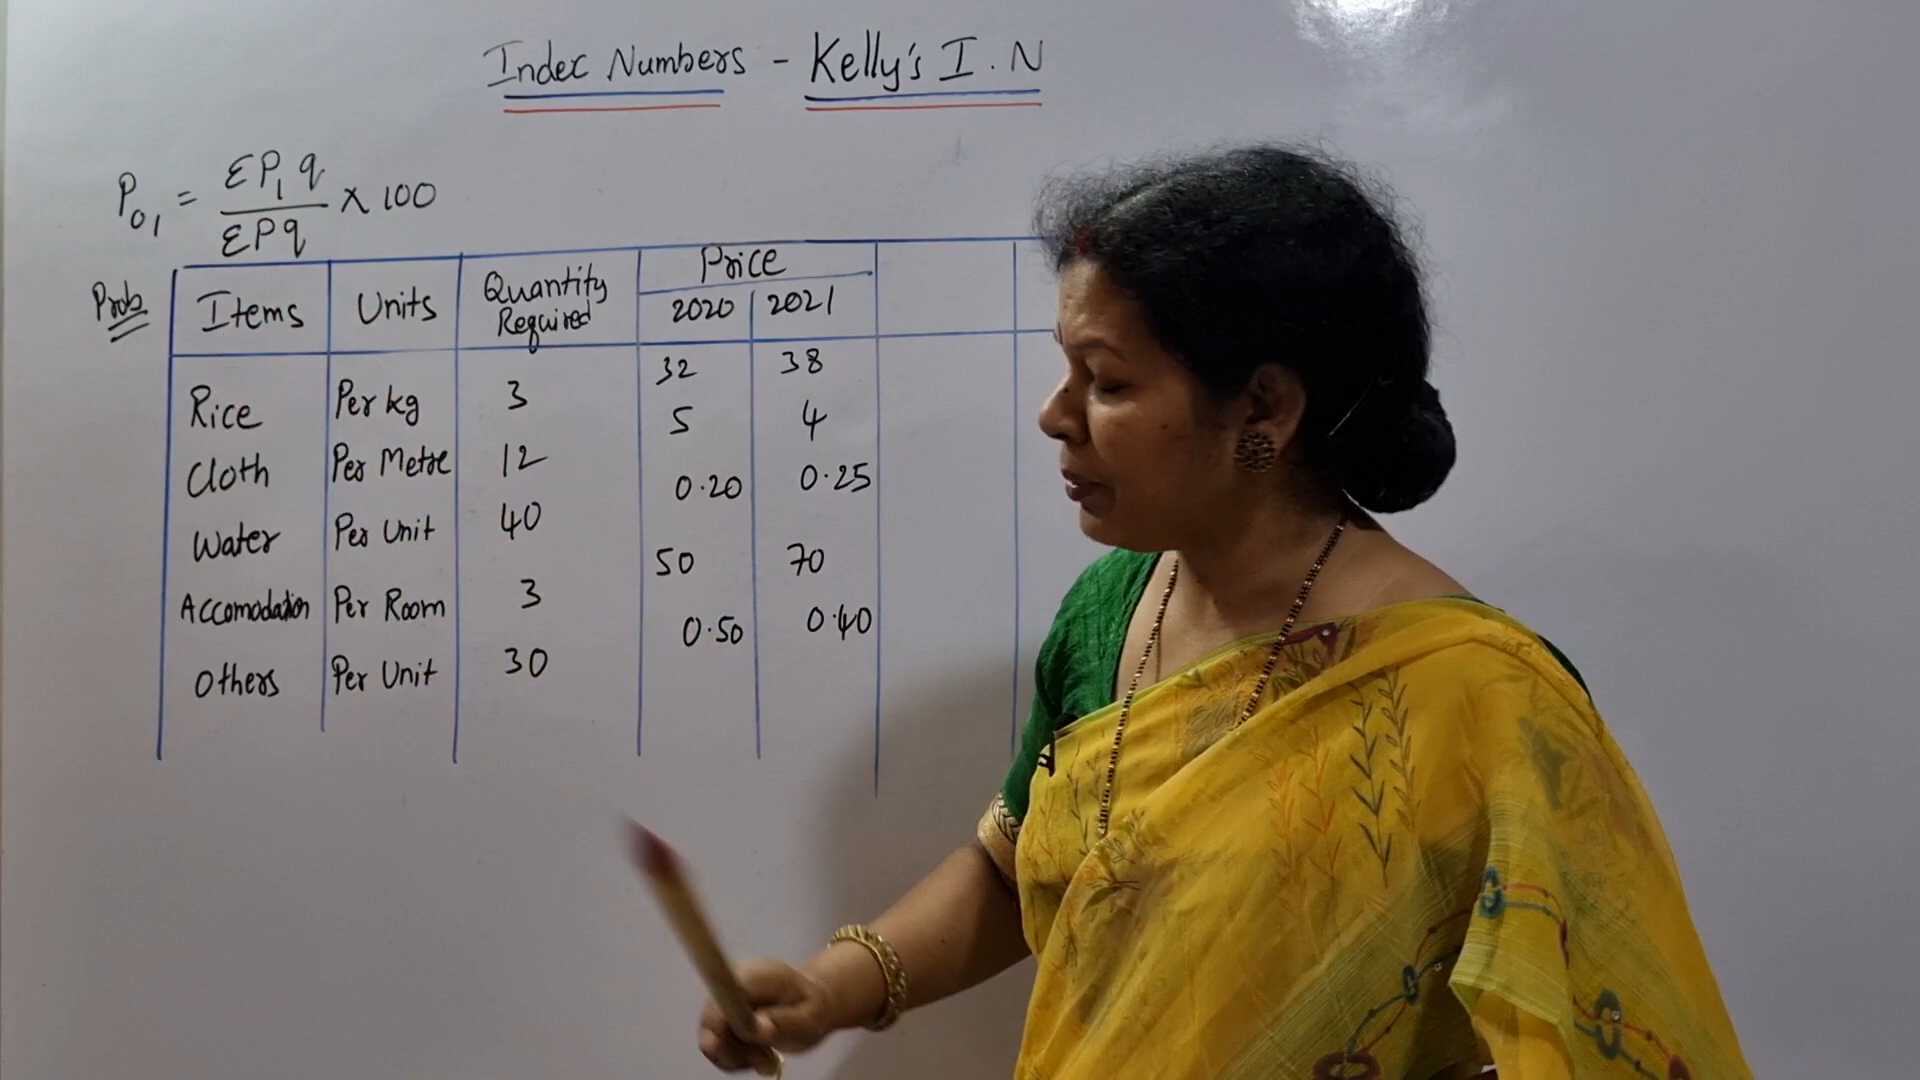 Index Numbers - Kelly's I.N
P01 = ΣP1q / ΣPq × 100
Prob
Items Units Quantity Required Price
2020 2021
Rice Per kg 3 32 38
Cloth Per Metre 12 5 4
Water Per Unit 40 0.20 0.25
Accomodation Per Room 3 50 70
Others Per Unit 30 0.50 0.40